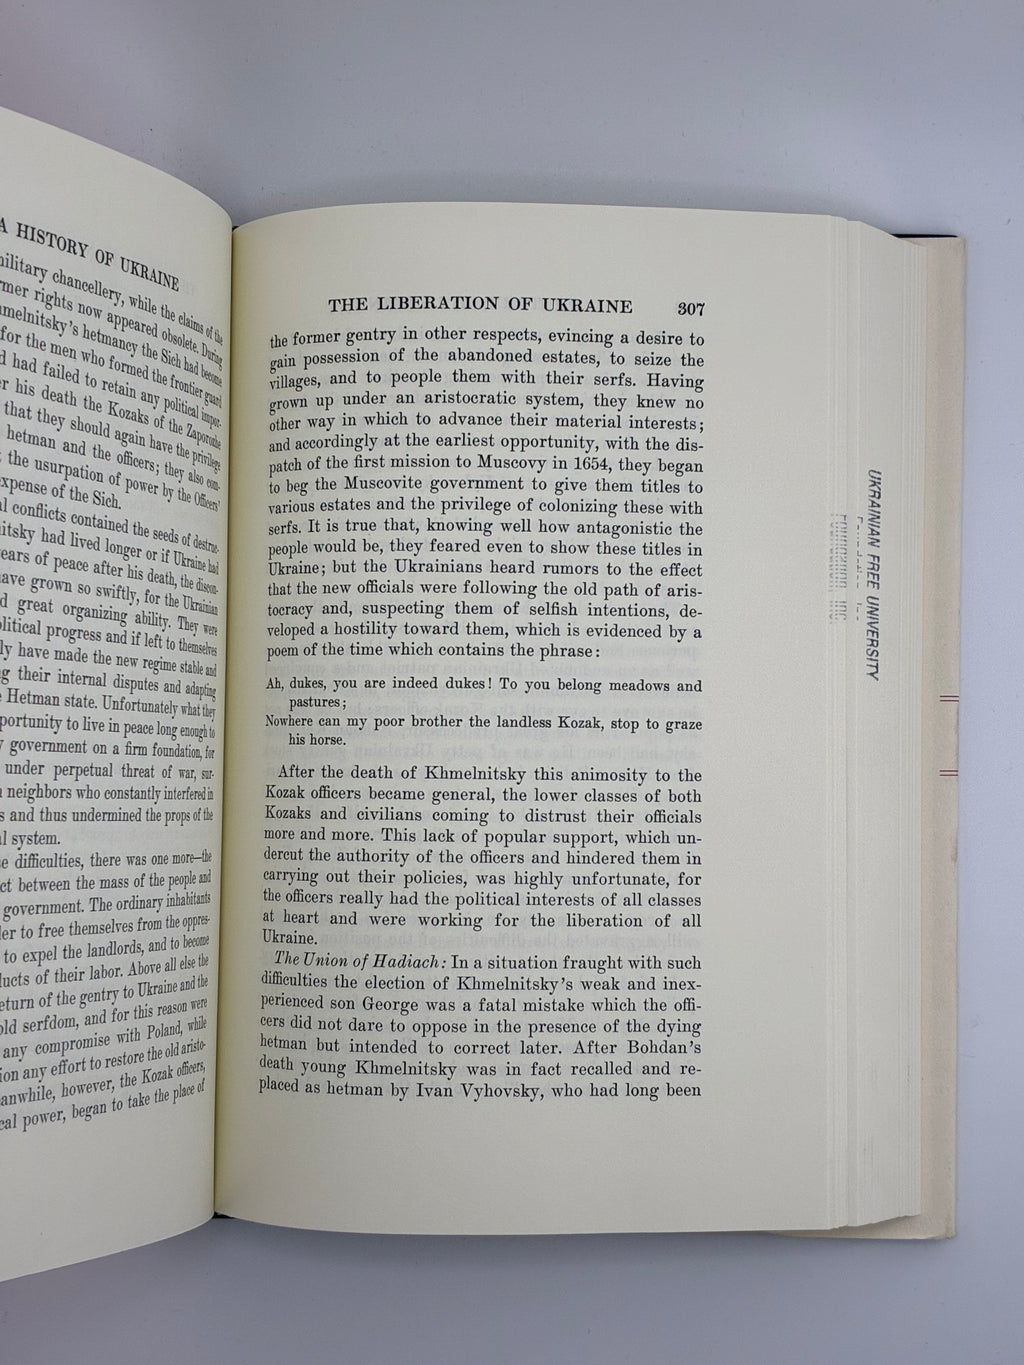 A HISTORY OF UKRAINE
military chancellery, while the claims of the
rights now appeared obsolete. During
hetmancy the Sich had become
for the men who formed the frontier guard
had failed to retain any political impor-
his death the Kozaks of the Zaporozhe
that they should again have the privilege
hetman and the officers; they also com-
the usurpation of power by the Officers'
expense of the Sich.
conflicts contained the seeds of destruc-
had lived longer or if Ukraine had
years of peace after his death, the discon-
have grown so swiftly, for the Ukrainian
great organizing ability. They were
political progress and if left to themselves
have made the new regime stable and
their internal disputes and adapting
Hetman state. Unfortunately what they
opportunity to live in peace long enough to
government on a firm foundation, for
under perpetual threat of war, sur-
neighbors who constantly interfered in
and thus undermined the props of the
system.
difficulties, there was one more—the
between the mass of the people and
government. The ordinary inhabitants
to free themselves from the oppres-
to expel the landlords, and to become
of their labor. Above all else the
return of the gentry to Ukraine and the
old serfdom, and for this reason were
any compromise with Poland, while
any effort to restore the old aristo-
however, the Kozak officers,
power, began to take the place of
THE LIBERATION OF UKRAINE 307
the former gentry in other respects, evincing a desire to
gain possession of the abandoned estates, to seize the
villages, and to people them with their serfs. Having
grown up under an aristocratic system, they knew no
other way in which to advance their material interests;
and accordingly at the earliest opportunity, with the dis-
patch of the first mission to Muscovy in 1654, they began
to beg the Muscovite government to give them titles to
various estates and the privilege of colonizing these with
serfs. It is true that, knowing well how antagonistic the
people would be, they feared even to show these titles in
Ukraine; but the Ukrainians heard rumors to the effect
that the new officials were following the old path of aris-
tocracy and, suspecting them of selfish intentions, de-
veloped a hostility toward them, which is evidenced by a
poem of the time which contains the phrase:
Ah, dukes, you are indeed dukes! To you belong meadows and
pastures;
Nowhere can my poor brother the landless Kozak, stop to graze
his horse.
After the death of Khmelnitsky this animosity to the
Kozak officers became general, the lower classes of both
Kozaks and civilians coming to distrust their officials
more and more. This lack of popular support, which un-
dercut the authority of the officers and hindered them in
carrying out their policies, was highly unfortunate, for
the officers really had the political interests of all classes
at heart and were working for the liberation of all
Ukraine.
The Union of Hadiach: In a situation fraught with such
difficulties the election of Khmelnitsky's weak and inex-
perienced son George was a fatal mistake which the offi-
cers did not dare to oppose in the presence of the dying
hetman but intended to correct later. After Bohdan's
death young Khmelnitsky was in fact recalled and re-
placed as hetman by Ivan Vyhovsky, who had long been
UKRAINIAN FREE UNIVERSITY